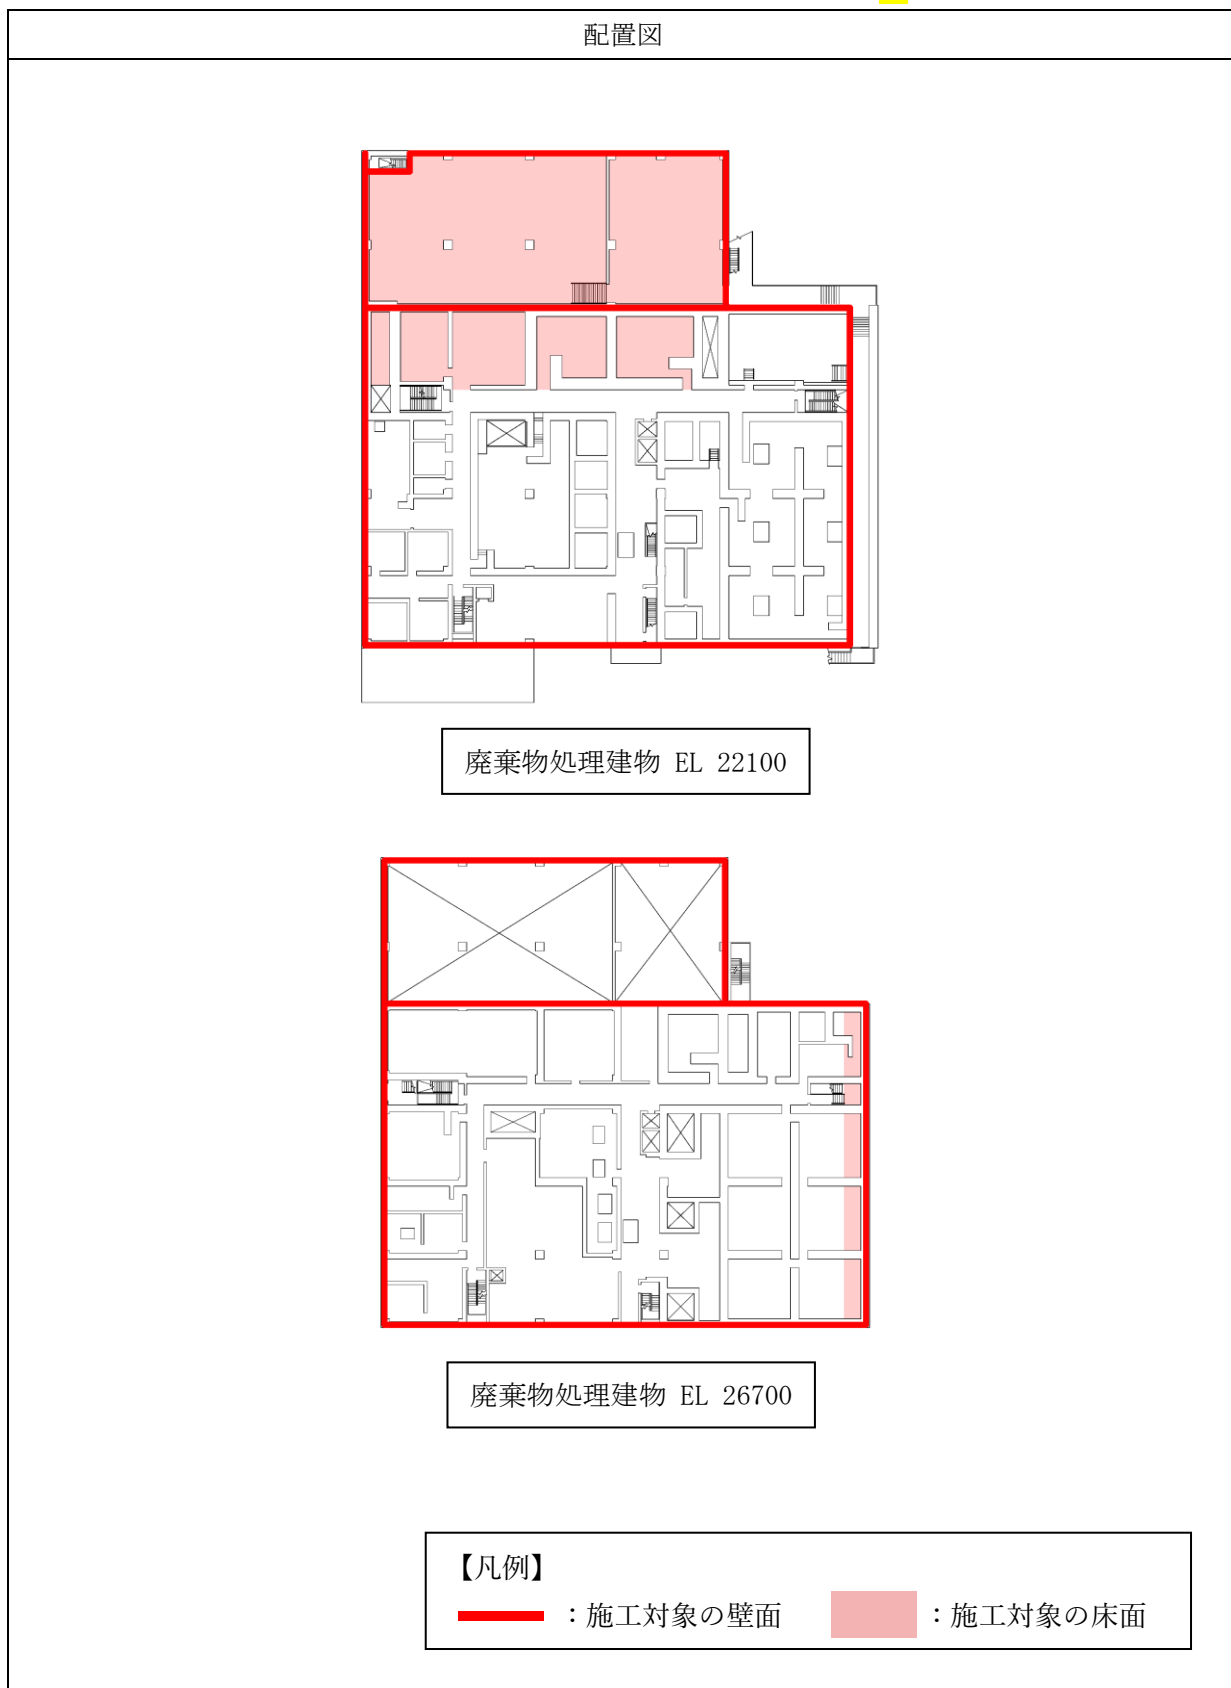 配置図
廃棄物処理建物 EL 22100
廃棄物処理建物 EL 26700
【凡例】
：施工対象の壁面
：施工対象の床面